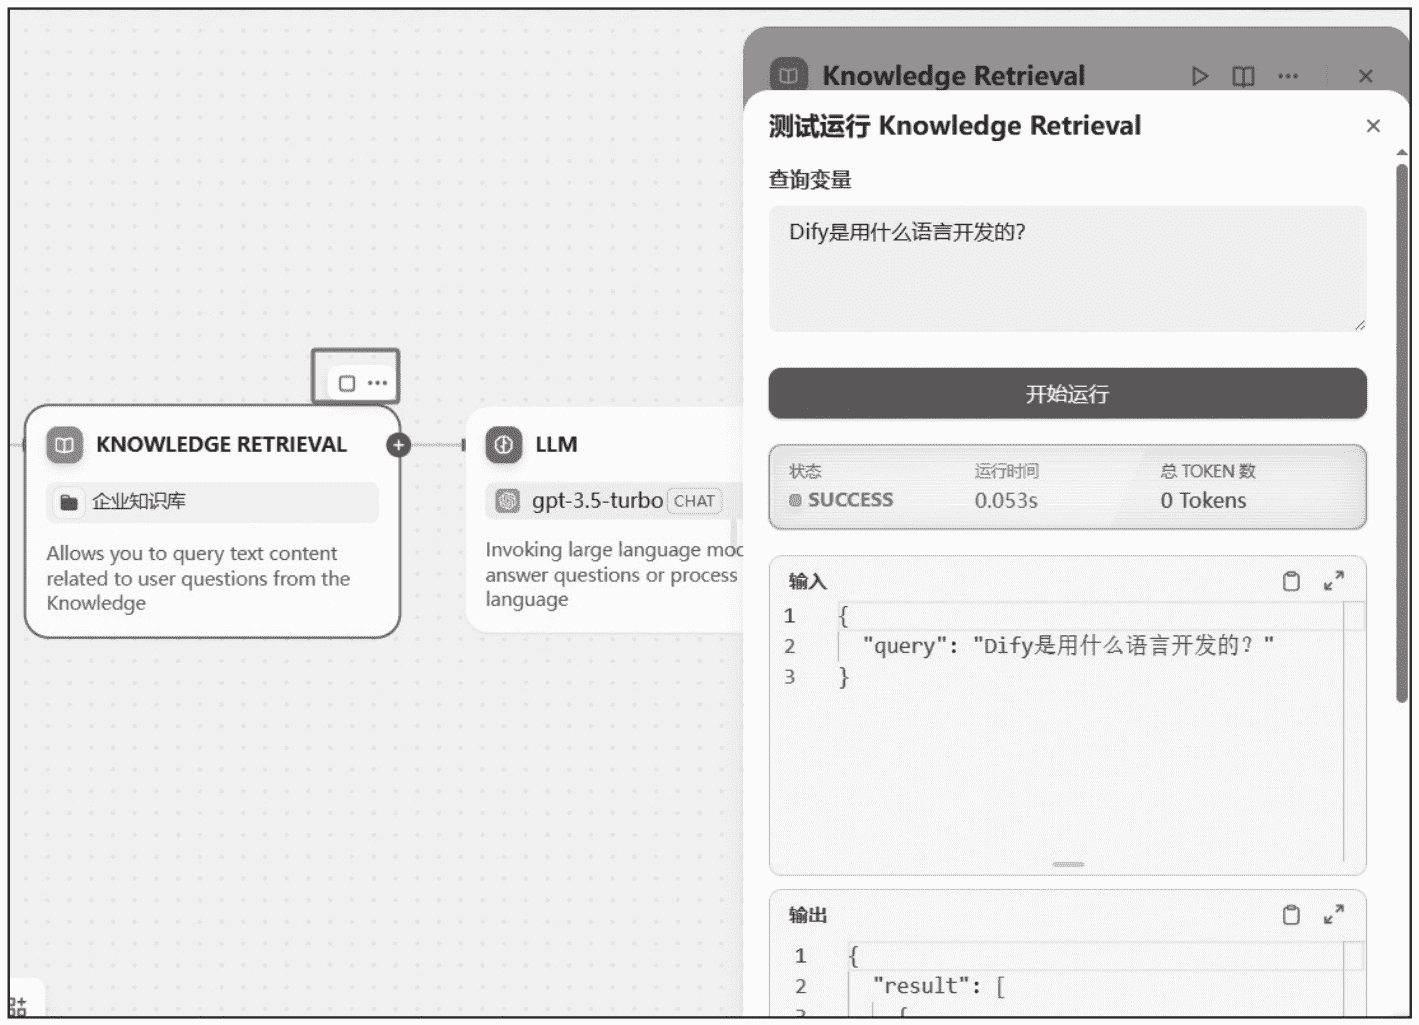 Knowledge Retrieval
测试运行 Knowledge Retrieval
查询变量
Dify是用什么语言开发的?
开始运行
KNOWLEDGE RETRIEVAL
企业知识库
Allows you to query text content
related to user questions from the
Knowledge
LLM
gpt-3.5-turbo CHAT
Invoking large language moc
answer questions or process
language
状态 运行时间 总 TOKEN 数
SUCCESS 0.053s 0 Tokens
输入
1 {
2 "query": "Dify是用什么语言开发的？"
3 }
输出
1 {
2 "result": [
3 {